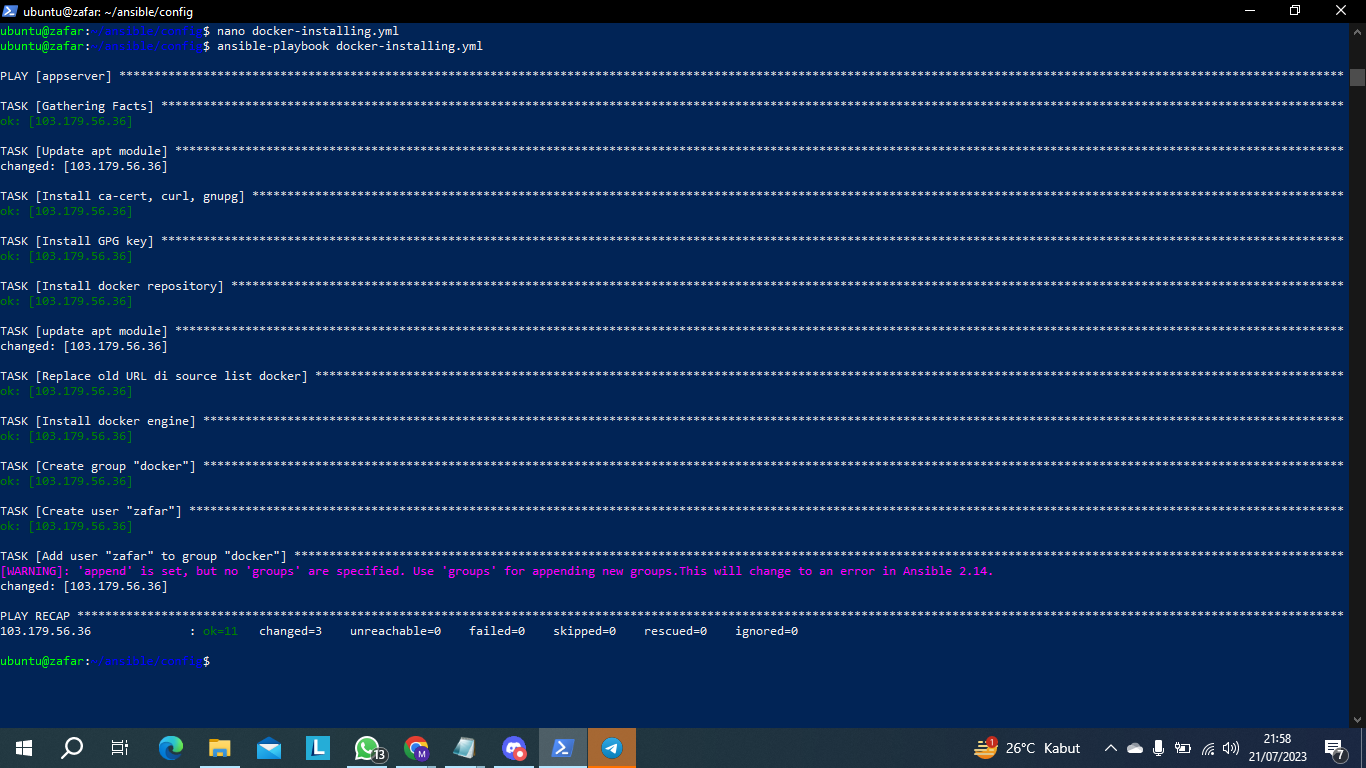 ubuntu@zafar: ~/ansible/config
ubuntu@zafar:~/ansible/config$ nano docker-installing.yml
ubuntu@zafar:~/ansible/config$ ansible-playbook docker-installing.yml
PLAY [appserver] ****************************************************************
TASK [Gathering Facts] ****************************************************************
ok: [103.179.56.36]
TASK [Update apt module] ****************************************************************
changed: [103.179.56.36]
TASK [Install ca-cert, curl, gnupg] ****************************************************************
ok: [103.179.56.36]
TASK [Install GPG key] ****************************************************************
ok: [103.179.56.36]
TASK [Install docker repository] ****************************************************************
ok: [103.179.56.36]
TASK [update apt module] ****************************************************************
changed: [103.179.56.36]
TASK [Replace old URL di source list docker] ****************************************************************
ok: [103.179.56.36]
TASK [Install docker engine] ****************************************************************
ok: [103.179.56.36]
TASK [Create group "docker"] ****************************************************************
ok: [103.179.56.36]
TASK [Create user "zafar"] ****************************************************************
ok: [103.179.56.36]
TASK [Add user "zafar" to group "docker"] ****************************************************************
[WARNING]: 'append' is set, but no 'groups' are specified. Use 'groups' for appending new groups.This will change to an error in Ansible 2.14.
changed: [103.179.56.36]
PLAY RECAP ****************************************************************
103.179.56.36 : ok=11 changed=3 unreachable=0 failed=0 skipped=0 rescued=0 ignored=0
ubuntu@zafar:~/ansible/config$
L
13
M
1
26°C Kabut
21:58
21/07/2023
7